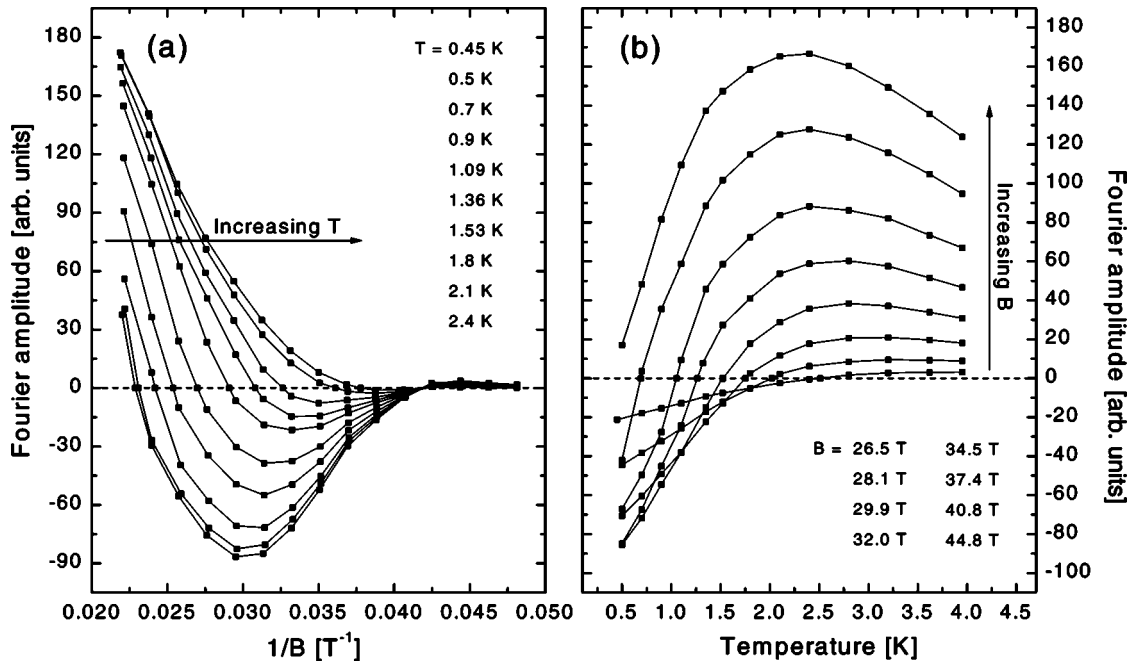 (a)
T = 0.45 K
0.5 K
0.7 K
0.9 K
1.09 K
1.36 K
1.53 K
1.8 K
2.1 K
2.4 K
Increasing T
Fourier amplitude [arb. units]
180
150
120
90
60
30
0
-30
-60
-90
0.020 0.025 0.030 0.035 0.040 0.045 0.050
1/B [T⁻¹]
(b)
Increasing B
B = 26.5 T 34.5 T
28.1 T 37.4 T
29.9 T 40.8 T
32.0 T 44.8 T
180
160
140
120
100
80
60
40
20
0
-20
-40
-60
-80
-100
Fourier amplitude [arb. units]
0.5 1.0 1.5 2.0 2.5 3.0 3.5 4.0 4.5
Temperature [K]